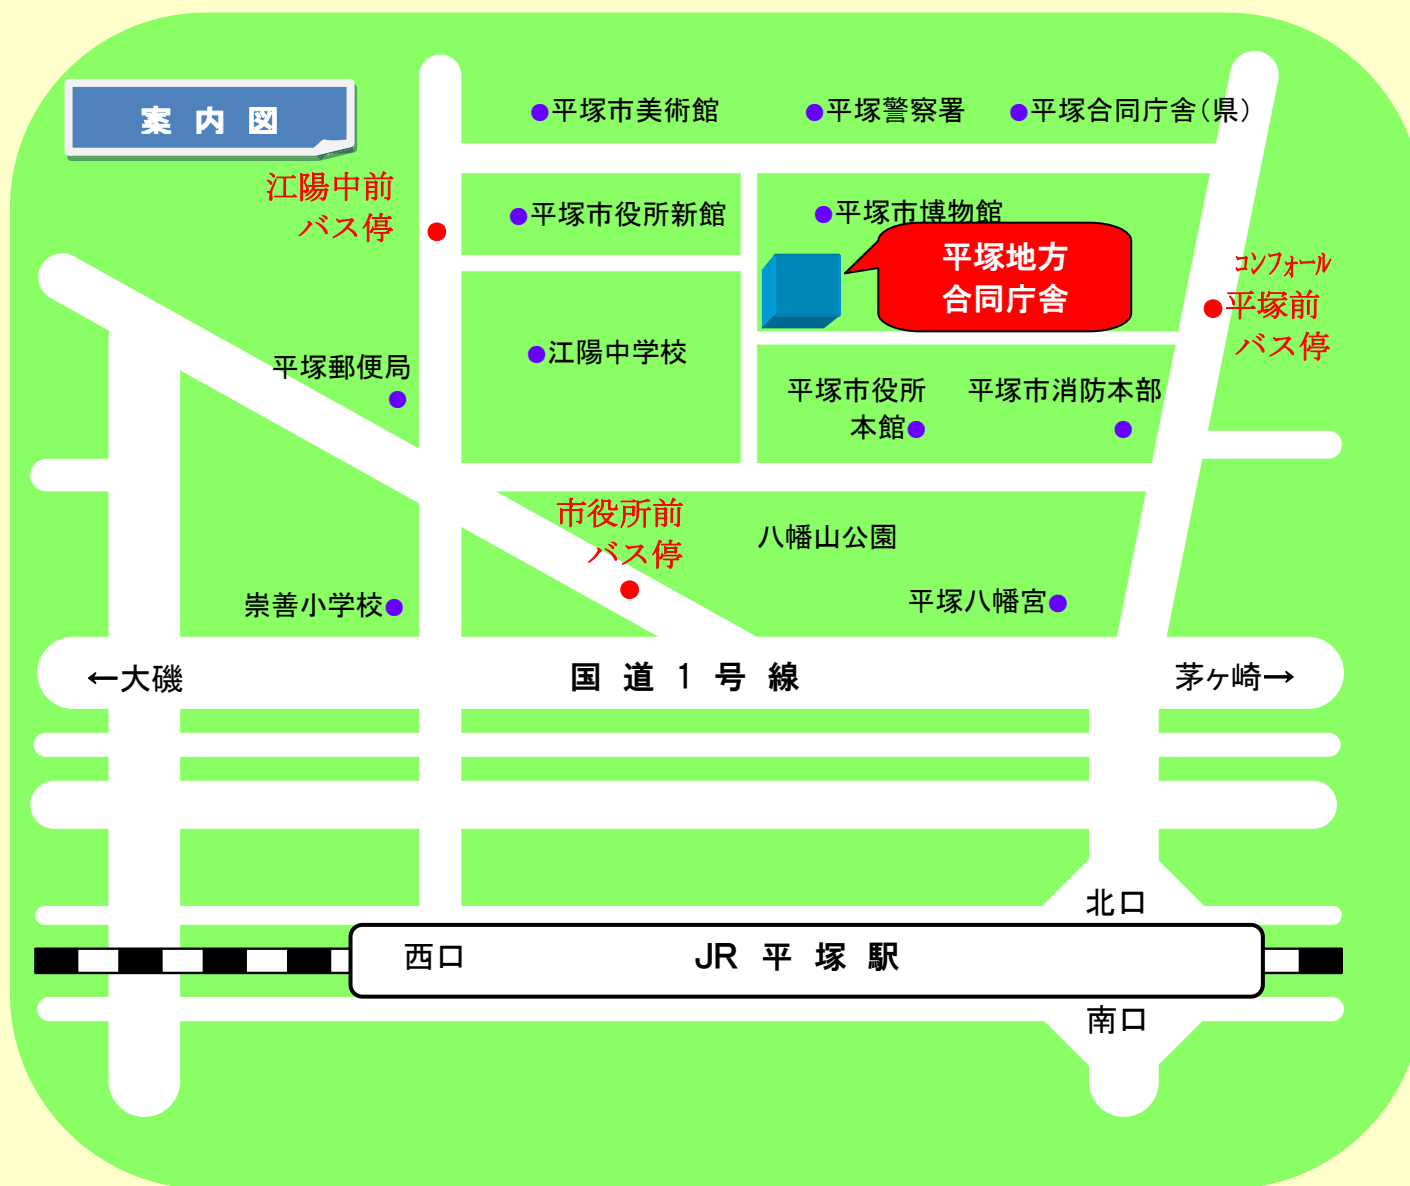 案内図
平塚市美術館
平塚警察署
平塚合同庁舎(県)
江陽中前
バス停
平塚市役所新館
平塚市博物館
平塚地方
合同庁舎
コンフォール
平塚前
バス停
江陽中学校
平塚郵便局
平塚市役所
本館
平塚市消防本部
市役所前
バス停
八幡山公園
崇善小学校
平塚八幡宮
←大磯
国道1号線
茅ヶ崎→
北口
西口
JR平塚駅
南口